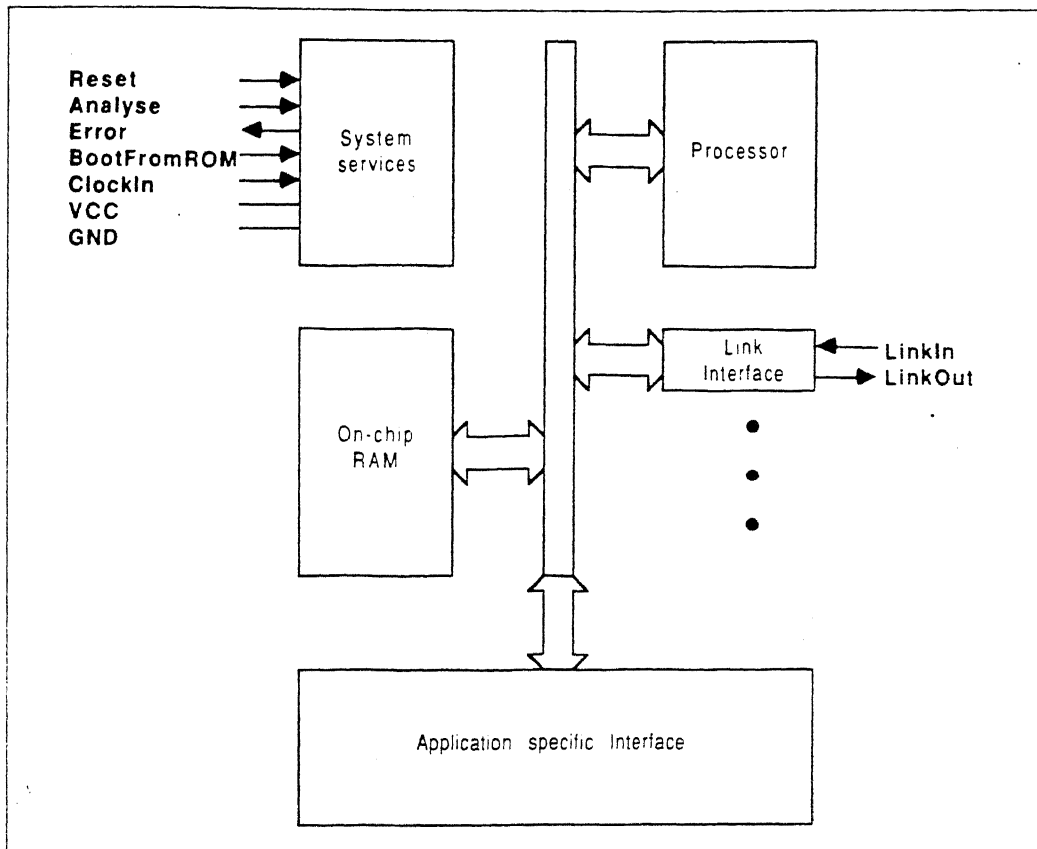 Reset
Analyse
Error
BootFromROM
ClockIn
VCC
GND
System
services
Processor
Link
Interface
LinkIn
LinkOut
On-chip
RAM
Application specific Interface